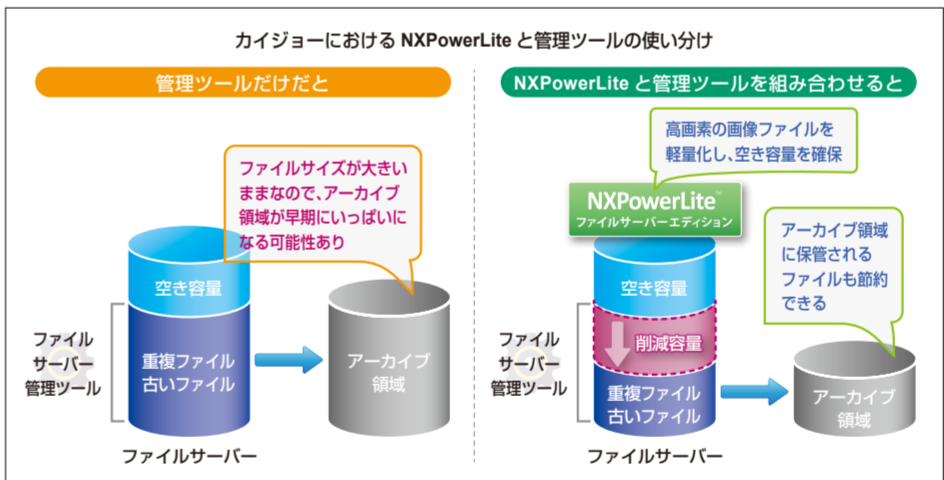 カイジョーにおける NXPowerLite と管理ツールの使い分け
管理ツールだけだと
ファイルサイズが大きい
ままなので、アーカイブ
領域が早期にいっぱいに
なる可能性あり
空き容量
ファイル
サーバー
管理ツール
重複ファイル
古いファイル
アーカイブ
領域
ファイルサーバー
NXPowerLite と管理ツールを組み合わせると
高画素の画像ファイルを
軽量化し、空き容量を確保
NXPowerLite™
ファイルサーバーエディション
アーカイブ領域
に保管される
ファイルも節約
できる
空き容量
削減容量
ファイル
サーバー
管理ツール
重複ファイル
古いファイル
アーカイブ
領域
ファイルサーバー